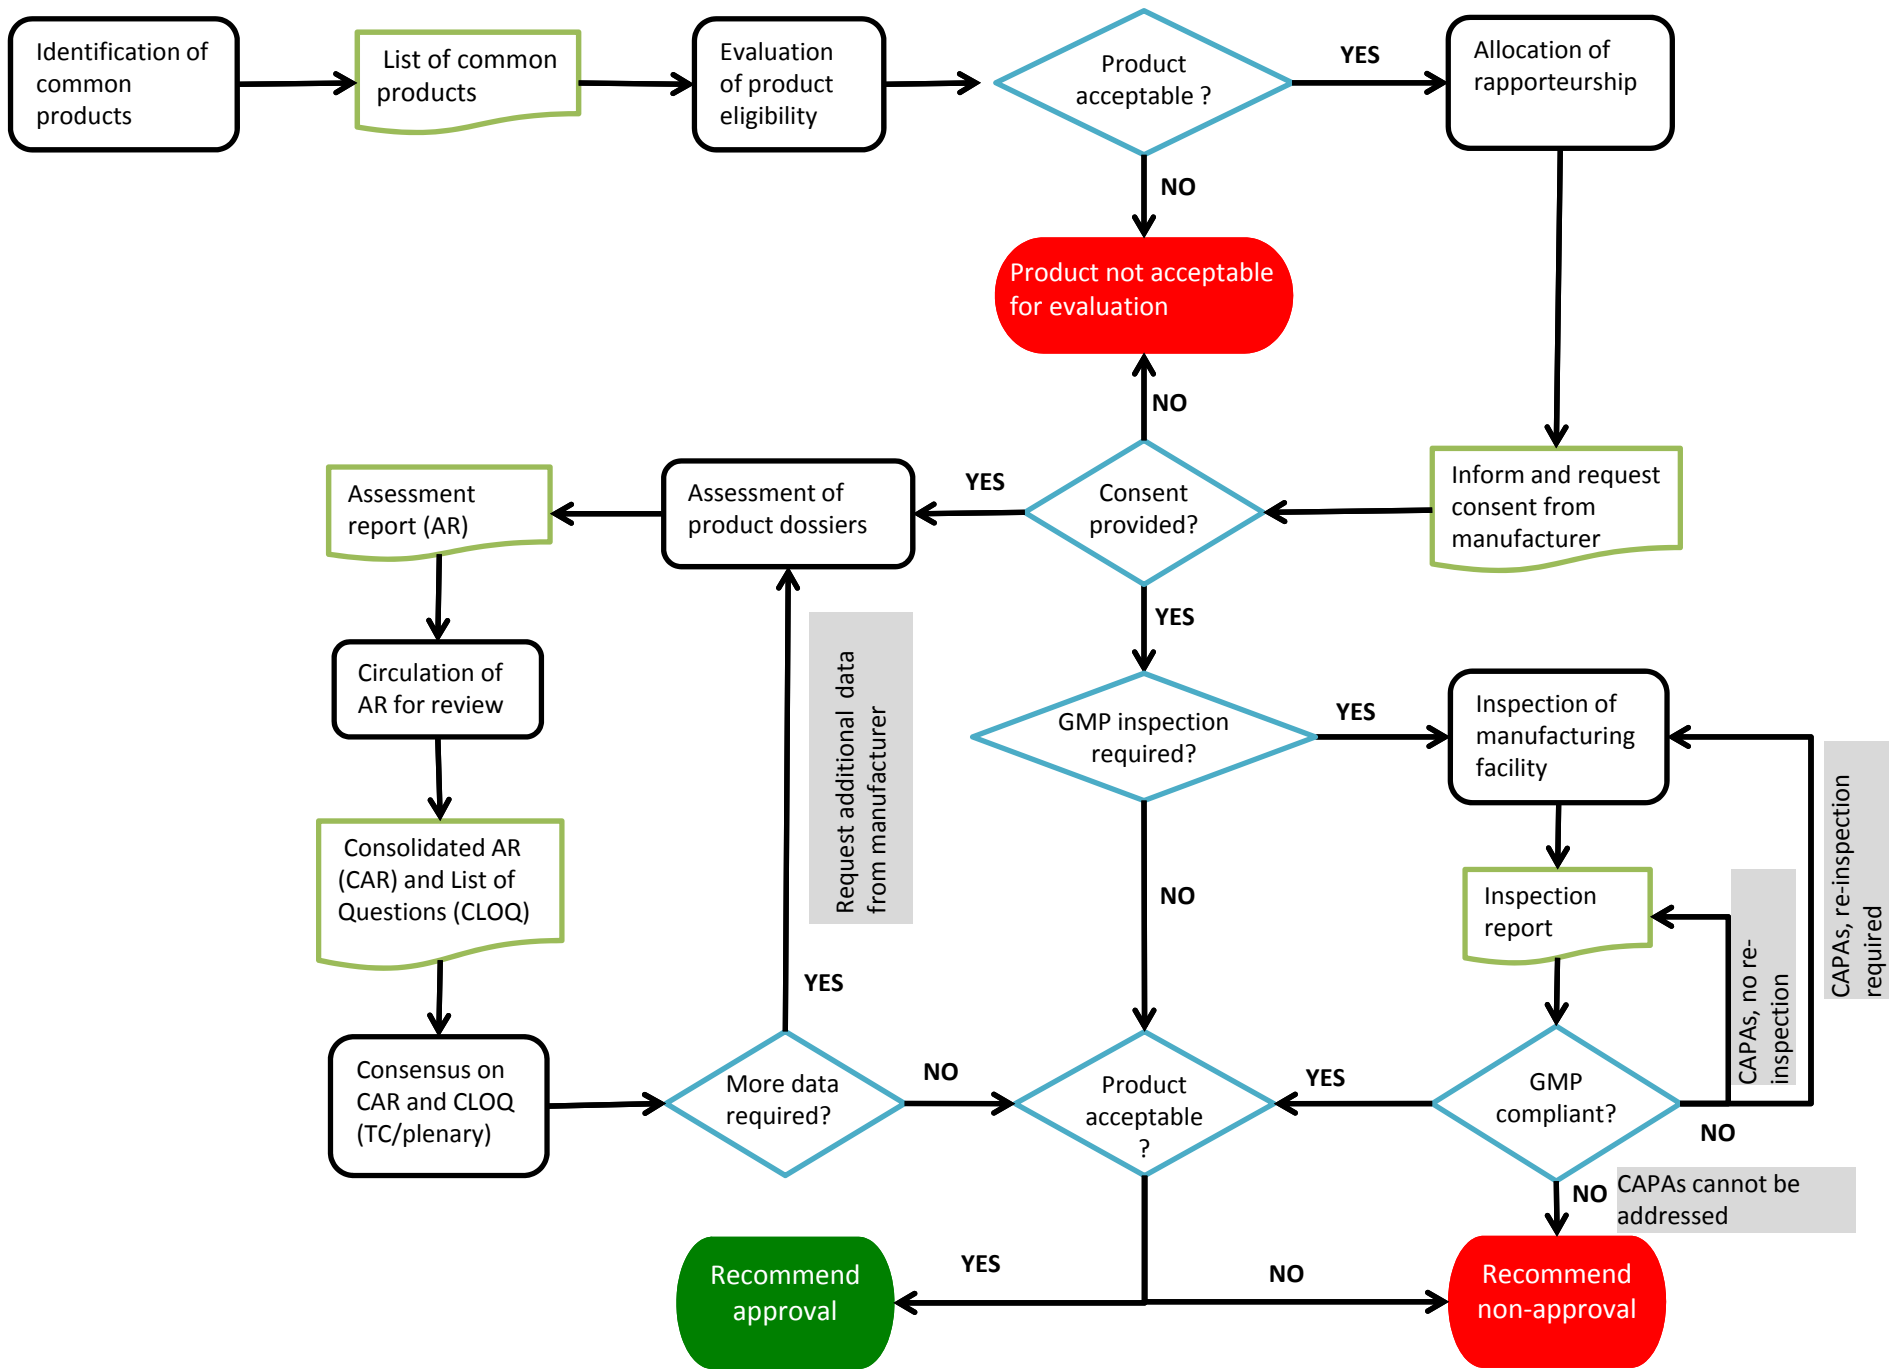 Identification of
common
products
List of common
products
Evaluation
of product
eligibility
Product
acceptable ?
YES
Allocation of
rapporteurship
NO
Product not acceptable
for evaluation
NO
Assessment
report (AR)
Assessment of
product dossiers
YES
Consent
provided?
Inform and request
consent from
manufacturer
YES
Circulation of
AR for review
Request additional data
from manufacturer
GMP inspection
required?
YES
Inspection of
manufacturing
facility
CAPAs, re-inspection
required
Consolidated AR
(CAR) and List of
Questions (CLOQ)
NO
Inspection
report
CAPAs, no re-
inspection
YES
Consensus on
CAR and CLOQ
(TC/plenary)
More data
required?
NO
Product
acceptable
?
YES
GMP
compliant?
NO
NO
CAPAs cannot be
addressed
Recommend
approval
YES
NO
Recommend
non-approval